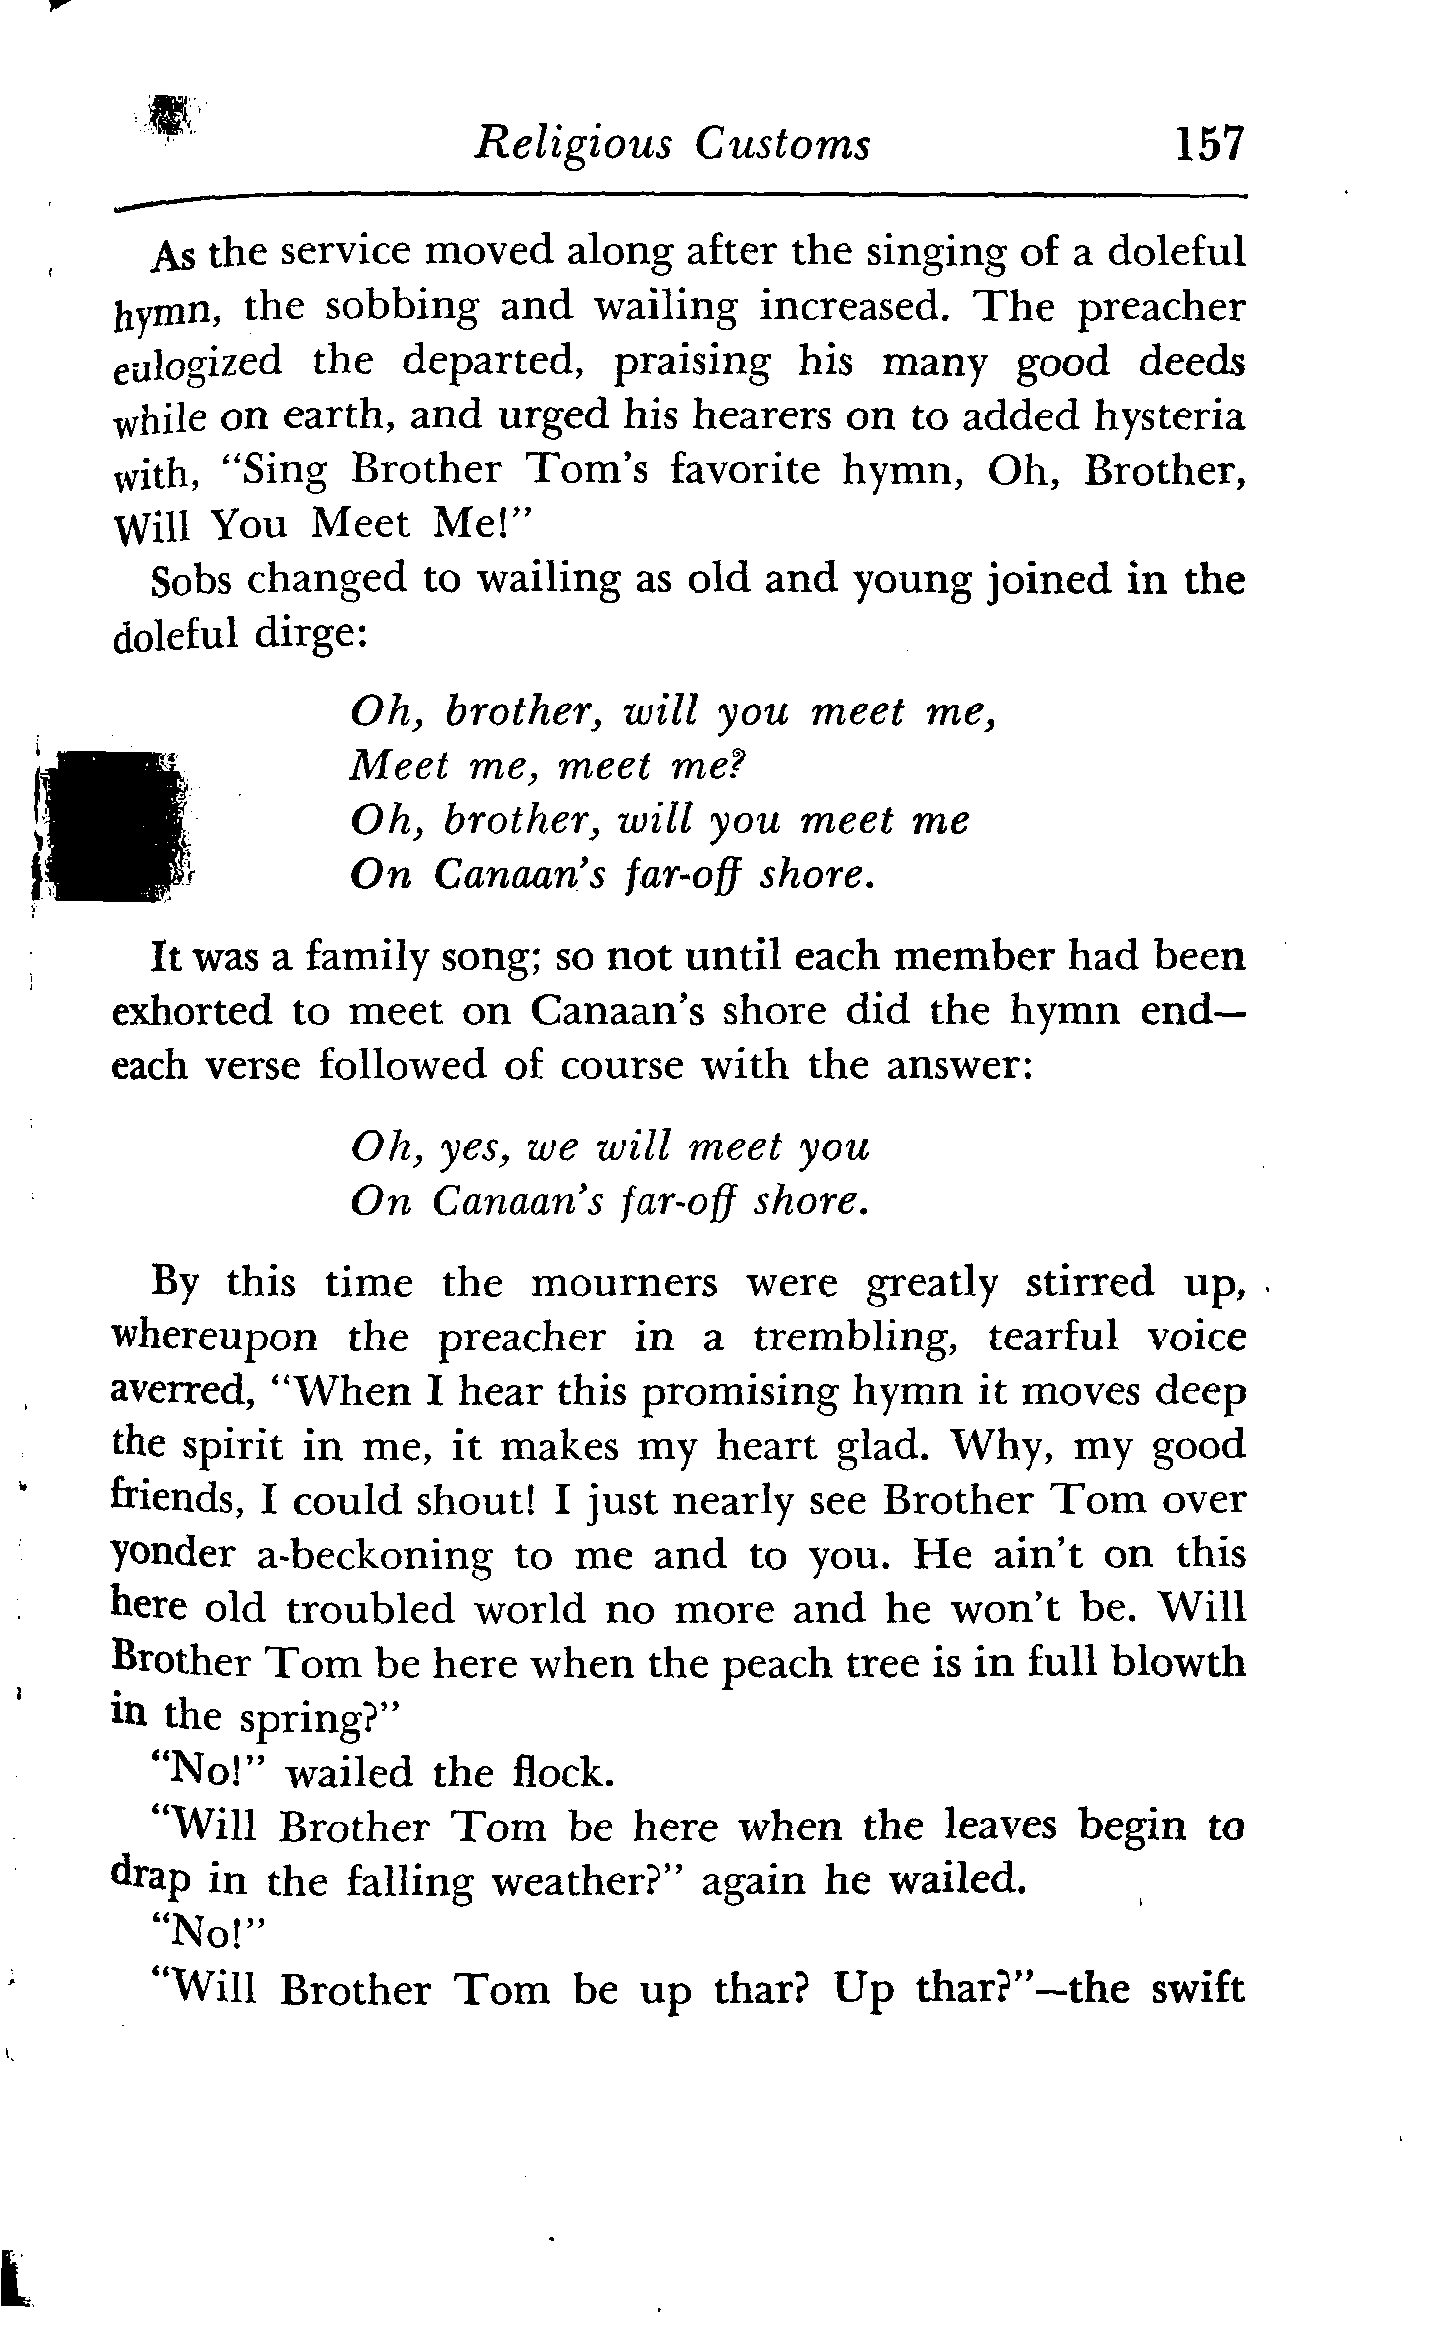 Religious Customs 157
As the service moved along after the singing of a doleful
hymn, the sobbing and wailing increased. The preacher
eulogized the departed, praising his many good deeds
while on earth, and urged his hearers on to added hysteria
with, “Sing Brother Tom’s favorite hymn, Oh, Brother,
Will You Meet Me!”
Sobs changed to wailing as old and young joined in the
doleful dirge:
Oh, brother, will you meet me,
Meet me, meet me?
Oh, brother, will you meet me
On Canaan’s far-off shore.
It was a family song; so not until each member had been
exhorted to meet on Canaan’s shore did the hymn end—
each verse followed of course with the answer:
Oh, yes, we will meet you
On Canaan’s far-off shore.
By this time the mourners were greatly stirred up,
whereupon the preacher in a trembling, tearful voice
averred, “When I hear this promising hymn it moves deep
the spirit in me, it makes my heart glad. Why, my good
friends, I could shout! I just nearly see Brother Tom over
yonder a-beckoning to me and to you. He ain’t on this
here old troubled world no more and he won’t be. Will
Brother Tom be here when the peach tree is in full blowth
in the spring?”
“No!” wailed the flock.
“Will Brother Tom be here when the leaves begin to
drap in the falling weather?” again he wailed.
“No!”
“Will Brother Tom be up thar? Up thar?”—the swift